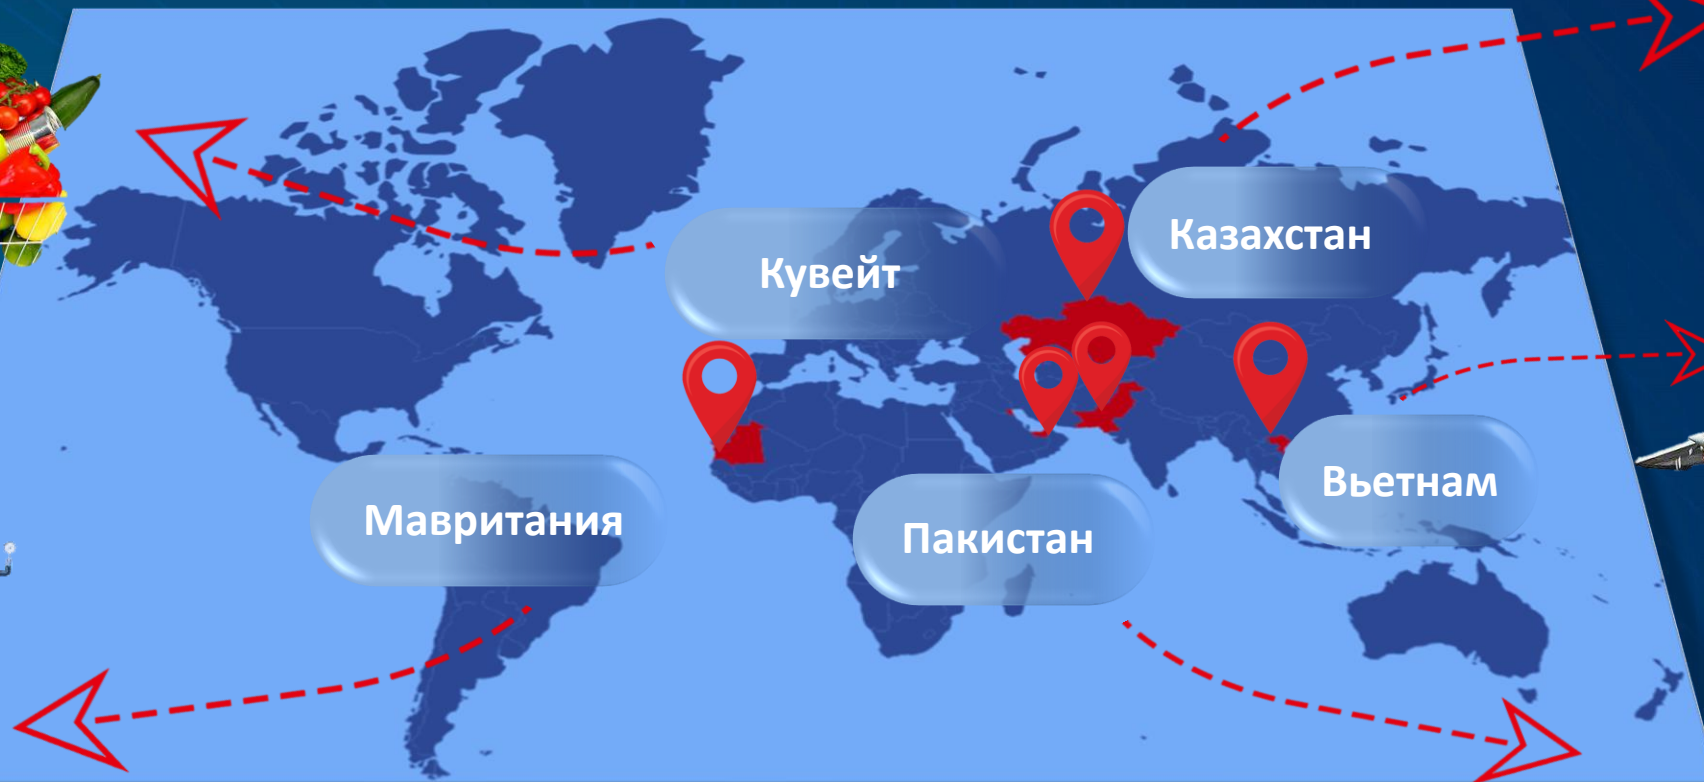 Казахстан
Кувейт
Вьетнам
Мавритания
Пакистан